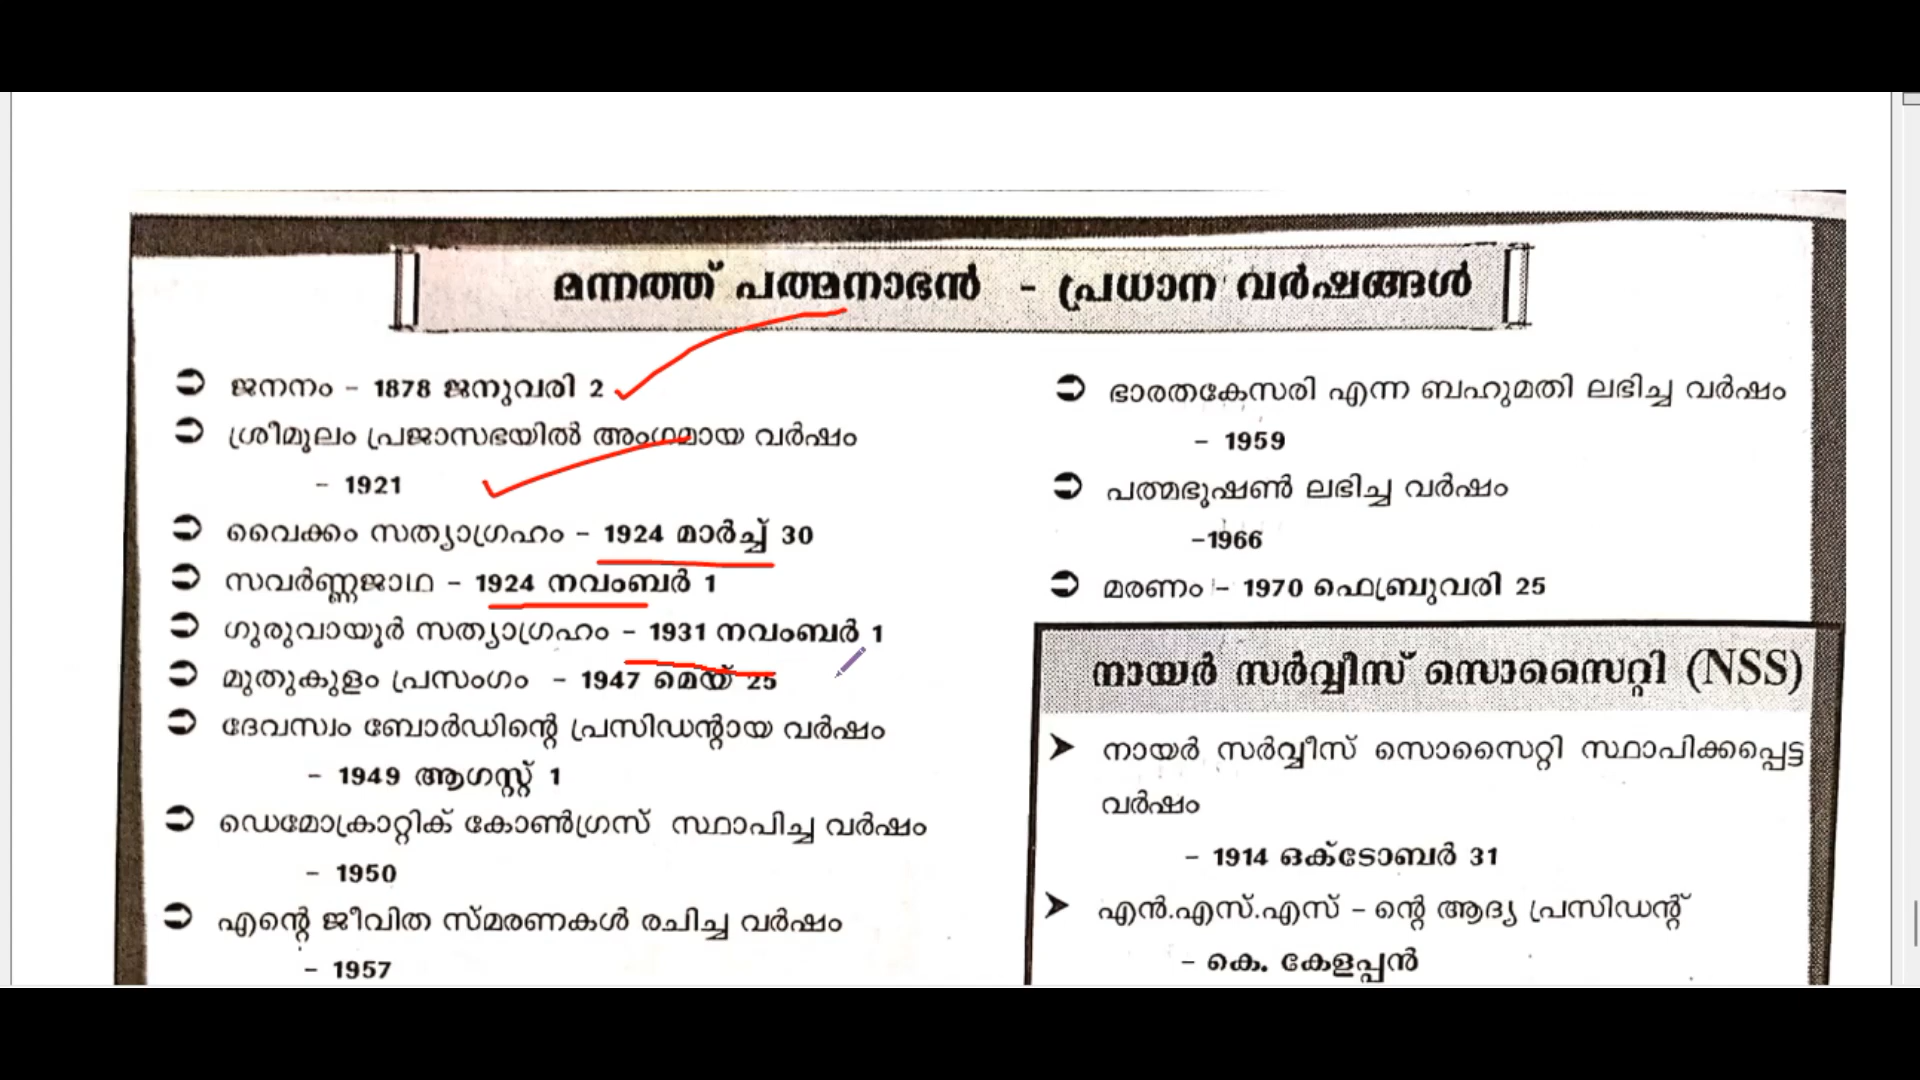 മന്നത്ത് പത്മനാഭൻ - പ്രധാന വർഷങ്ങൾ
ജനനം - 1878 ജനുവരി 2
ശ്രീമൂലം പ്രജാസഭയിൽ അംഗമായ വർഷം
- 1921
വൈക്കം സത്യാഗ്രഹം - 1924 മാർച്ച് 30
സവർണ്ണജാഥ - 1924 നവംബർ 1
ഗുരുവായൂർ സത്യാഗ്രഹം - 1931 നവംബർ 1
മുതുകുളം പ്രസംഗം - 1947 മെയ് 25
ദേവസ്വം ബോർഡിന്റെ പ്രസിഡന്റായ വർഷം
- 1949 ആഗസ്റ്റ് 1
ഡെമോക്രാറ്റിക് കോൺഗ്രസ് സ്ഥാപിച്ച വർഷം
- 1950
എന്റെ ജീവിത സ്മരണകൾ രചിച്ച വർഷം
- 1957
ഭാരതകേസരി എന്ന ബഹുമതി ലഭിച്ച വർഷം
- 1959
പത്മഭൂഷൺ ലഭിച്ച വർഷം
-1966
മരണം - 1970 ഫെബ്രുവരി 25
നായർ സർവ്വീസ് സൊസൈറ്റി (NSS)
നായർ സർവ്വീസ് സൊസൈറ്റി സ്ഥാപിക്കപ്പെട്ട
വർഷം
- 1914 ഒക്ടോബർ 31
എൻ.എസ്.എസ് - ന്റെ ആദ്യ പ്രസിഡന്റ്
- കെ. കേളപ്പൻ